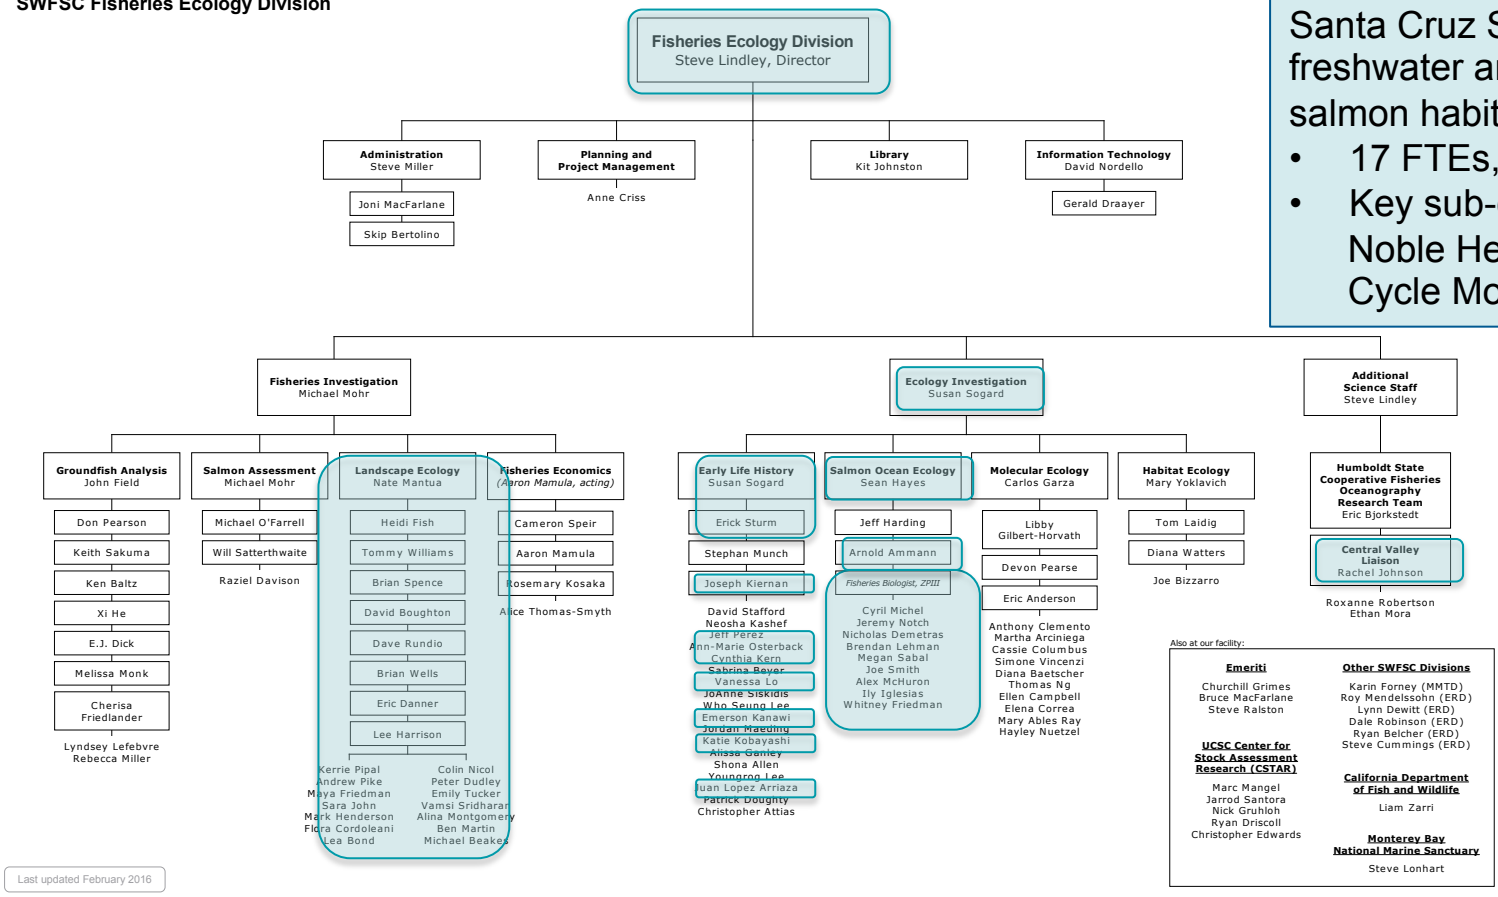 SWFSC Fisheries Ecology Division
Fisheries Ecology Division
Steve Lindley, Director
Santa Cruz
freshwater
salmon
• 17 FTEs,
• Key
Noble
Cycle
Administration
Steve Miller
Joni MacFarlane
Skip Bertolino
Planning and
Project Management
Anne Criss
Library
Kit Johnston
Information Technology
David Nordello
Gerald Draayer
Fisheries Investigation
Michael Mohr
Ecology Investigation
Susan Sogard
Additional
Science Staff
Steve Lindley
Groundfish Analysis
John Field
Don Pearson
Keith Sakuma
Ken Baltz
Xi He
E.J. Dick
Melissa Monk
Cherisa
Friedlander
Lyndsey Lefebvre
Rebecca Miller
Salmon Assessment
Michael Mohr
Michael O'Farrell
Will Satterthwaite
Raziel Davison
Landscape Ecology
Nate Mantua
Heidi Fish
Tommy Williams
Brian Spence
David Boughton
Dave Rundio
Brian Wells
Eric Danner
Lee Harrison
Kerrie Pipal
Andrew Pike
Maya Friedman
Sara John
Mark Henderson
Flora Cordoleani
Lea Bond
Colin Nicol
Peter Dudley
Emily Tucker
Vamsi Sridharan
Alina Montgomery
Ben Martin
Michael Beakes
Fisheries Economics
(Aaron Mamula, acting)
Cameron Speir
Aaron Mamula
Rosemary Kosaka
Alice Thomas-Smyth
Early Life History
Susan Sogard
Erick Sturm
Stephan Munch
Joseph Kiernan
David Stafford
Neosha Kashef
Jeff Perez
Ann-Marie Osterback
Cynthia Kern
Sabrina Beyer
Vanessa Lo
JoAnne Siskidis
Who Seung Lee
Emerson Kanawi
Jordan Maeding
Katie Kobayashi
Alissa Ganley
Shona Allen
Youngrog Lee
Juan Lopez Arriaza
Patrick Doughty
Christopher Attias
Salmon Ocean Ecology
Sean Hayes
Jeff Harding
Arnold Ammann
Fisheries Biologist, ZPIII
Cyril Michel
Jeremy Notch
Nicholas Demetras
Brendan Lehman
Megan Sabal
Joe Smith
Alex McHuron
Ily Iglesias
Whitney Friedman
Molecular Ecology
Carlos Garza
Libby
Gilbert-Horvath
Devon Pearse
Eric Anderson
Anthony Clemento
Martha Arciniega
Cassie Columbus
Simone Vincenzi
Diana Baetscher
Thomas Ng
Ellen Campbell
Elena Correa
Mary Ables Ray
Hayley Nuetzel
Habitat Ecology
Mary Yoklavich
Tom Laidig
Diana Watters
Joe Bizzarro
Humboldt State
Cooperative Fisheries
Oceanography
Research Team
Eric Bjorkstedt
Central Valley
Liaison
Rachel Johnson
Roxanne Robertson
Ethan Mora
Also at our facility:
Emeriti
Churchill Grimes
Bruce MacFarlane
Steve Ralston
UCSC Center for
Stock Assessment
Research (CSTAR)
Marc Mangel
Jarrod Santora
Nick Gruhloh
Ryan Driscoll
Christopher Edwards
Other SWFSC Divisions
Karin Forney (MMTD)
Roy Mendelssohn (ERD)
Lynn Dewitt (ERD)
Dale Robinson (ERD)
Ryan Belcher (ERD)
Steve Cummings (ERD)
California Department
of Fish and Wildlife
Liam Zarri
Monterey Bay
National Marine Sanctuary
Steve Lonhart
Last updated February 2016